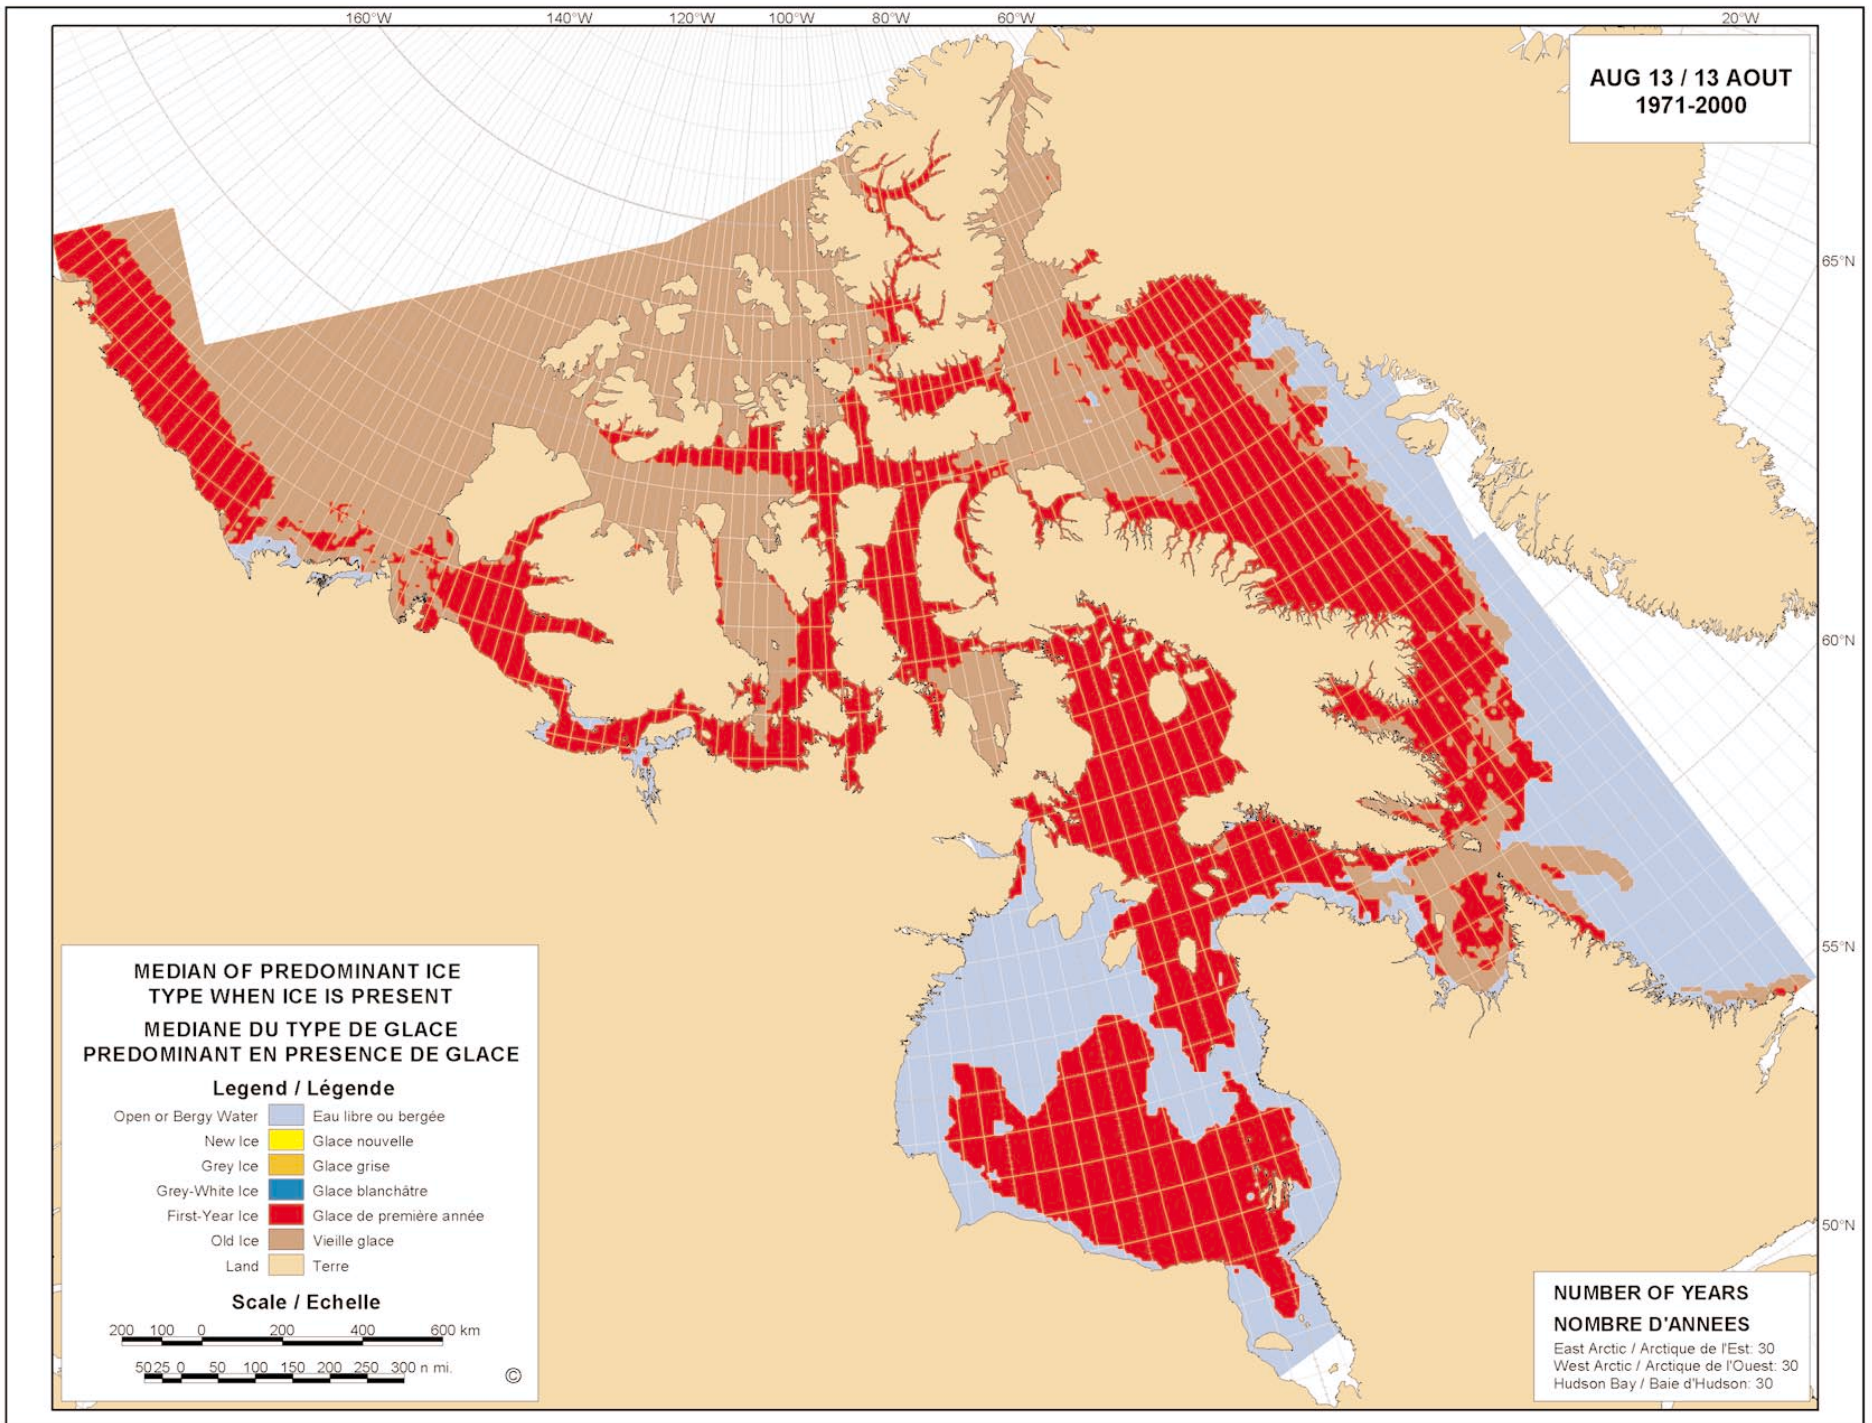 160°W 140°W 120°W 100°W 80°W 60°W 20°W
AUG 13 / 13 AOUT
1971-2000
65°N
60°N
55°N
50°N
MEDIAN OF PREDOMINANT ICE
TYPE WHEN ICE IS PRESENT
MEDIANE DU TYPE DE GLACE
PREDOMINANT EN PRESENCE DE GLACE
Legend / Légende
Open or Bergy Water Eau libre ou bergée
New Ice Glace nouvelle
Grey Ice Glace grise
Grey-White Ice Glace blanchâtre
First-Year Ice Glace de première année
Old Ice Vieille glace
Land Terre
Scale / Echelle
200 100 0 200 400 600 km
50 25 0 50 100 150 200 250 300 n mi.
©
NUMBER OF YEARS
NOMBRE D'ANNEES
East Arctic / Arctique de l'Est: 30
West Arctic / Arctique de l'Ouest: 30
Hudson Bay / Baie d'Hudson: 30